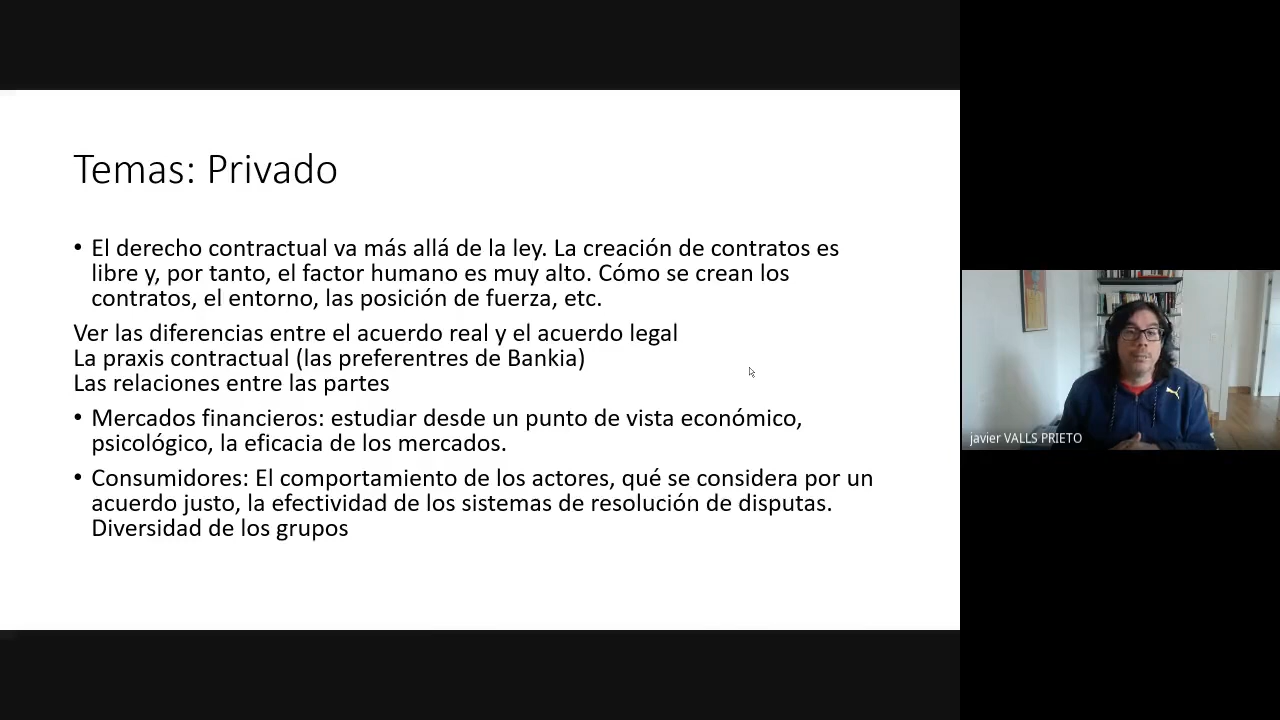 Temas: Privado
• El derecho contractual va más allá de la ley. La creación de contratos es
libre y, por tanto, el factor humano es muy alto. Cómo se crean los
contratos, el entorno, las posición de fuerza, etc.
Ver las diferencias entre el acuerdo real y el acuerdo legal
La praxis contractual (las preferentres de Bankia)
Las relaciones entre las partes
• Mercados financieros: estudiar desde un punto de vista económico,
psicológico, la eficacia de los mercados.
• Consumidores: El comportamiento de los actores, qué se considera por un
acuerdo justo, la efectividad de los sistemas de resolución de disputas.
Diversidad de los grupos
javier VALLS PRIETO